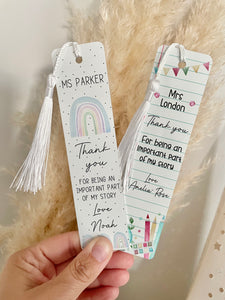 MS PARKER
Thank
you
FOR BEING AN
IMPORTANT PART
OF MY STORY
Love
Noah
Mrs
London
Thank you
For being an
important part
of my story
Love
Amelia Rose